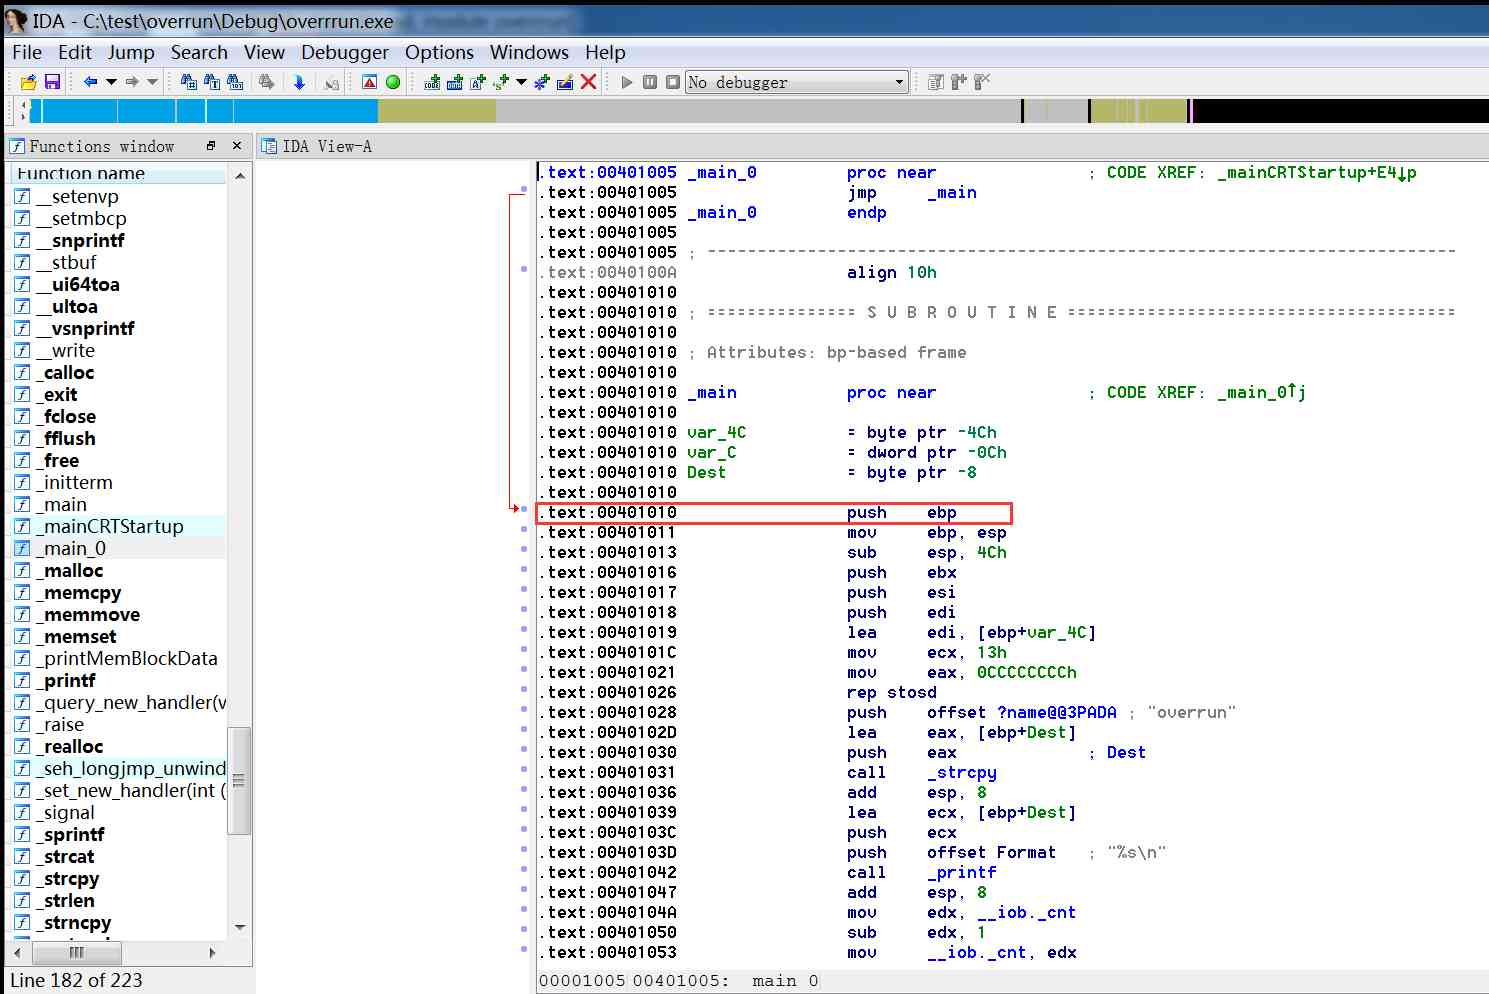 IDA - C:\test\overrun\Debug\overrrun.exe
File Edit Jump Search View Debugger Options Windows Help
No debugger
Functions window
IDA View-A
Function name
__setenvp
__setmbcp
__snprintf
__stbuf
__ui64toa
__ultoa
__vsnprintf
__write
_calloc
_exit
_fclose
_fflush
_free
_initterm
_main
_mainCRTStartup
_main_0
_malloc
_memcpy
_memmove
_memset
_printMemBlockData
_printf
_query_new_handler(v
_raise
_realloc
_seh_longjmp_unwind
_set_new_handler(int (
_signal
_sprintf
_strcat
_strcpy
_strlen
_strncpy
Line 182 of 223
.text:00401005 _main_0 proc near ; CODE XREF: _mainCRTStartup+E4↓p
.text:00401005 jmp _main
.text:00401005 _main_0 endp
.text:00401005
.text:00401005 ; ---------------------------------------------------------------------------
.text:0040100A align 10h
.text:00401010
.text:00401010 ; =============== S U B R O U T I N E =======================================
.text:00401010
.text:00401010 ; Attributes: bp-based frame
.text:00401010
.text:00401010 _main proc near ; CODE XREF: _main_0↑j
.text:00401010
.text:00401010 var_4C = byte ptr -4Ch
.text:00401010 var_C = dword ptr -0Ch
.text:00401010 Dest = byte ptr -8
.text:00401010
.text:00401010 push ebp
.text:00401011 mov ebp, esp
.text:00401013 sub esp, 4Ch
.text:00401016 push ebx
.text:00401017 push esi
.text:00401018 push edi
.text:00401019 lea edi, [ebp+var_4C]
.text:0040101C mov ecx, 13h
.text:00401021 mov eax, 0CCCCCCCCh
.text:00401026 rep stosd
.text:00401028 push offset ?name@@3PADA ; "overrun"
.text:0040102D lea eax, [ebp+Dest]
.text:00401030 push eax ; Dest
.text:00401031 call _strcpy
.text:00401036 add esp, 8
.text:00401039 lea ecx, [ebp+Dest]
.text:0040103C push ecx
.text:0040103D push offset Format ; "%s\n"
.text:00401042 call _printf
.text:00401047 add esp, 8
.text:0040104A mov edx, __iob._cnt
.text:00401050 sub edx, 1
.text:00401053 mov __iob._cnt, edx
00001005 00401005: main 0